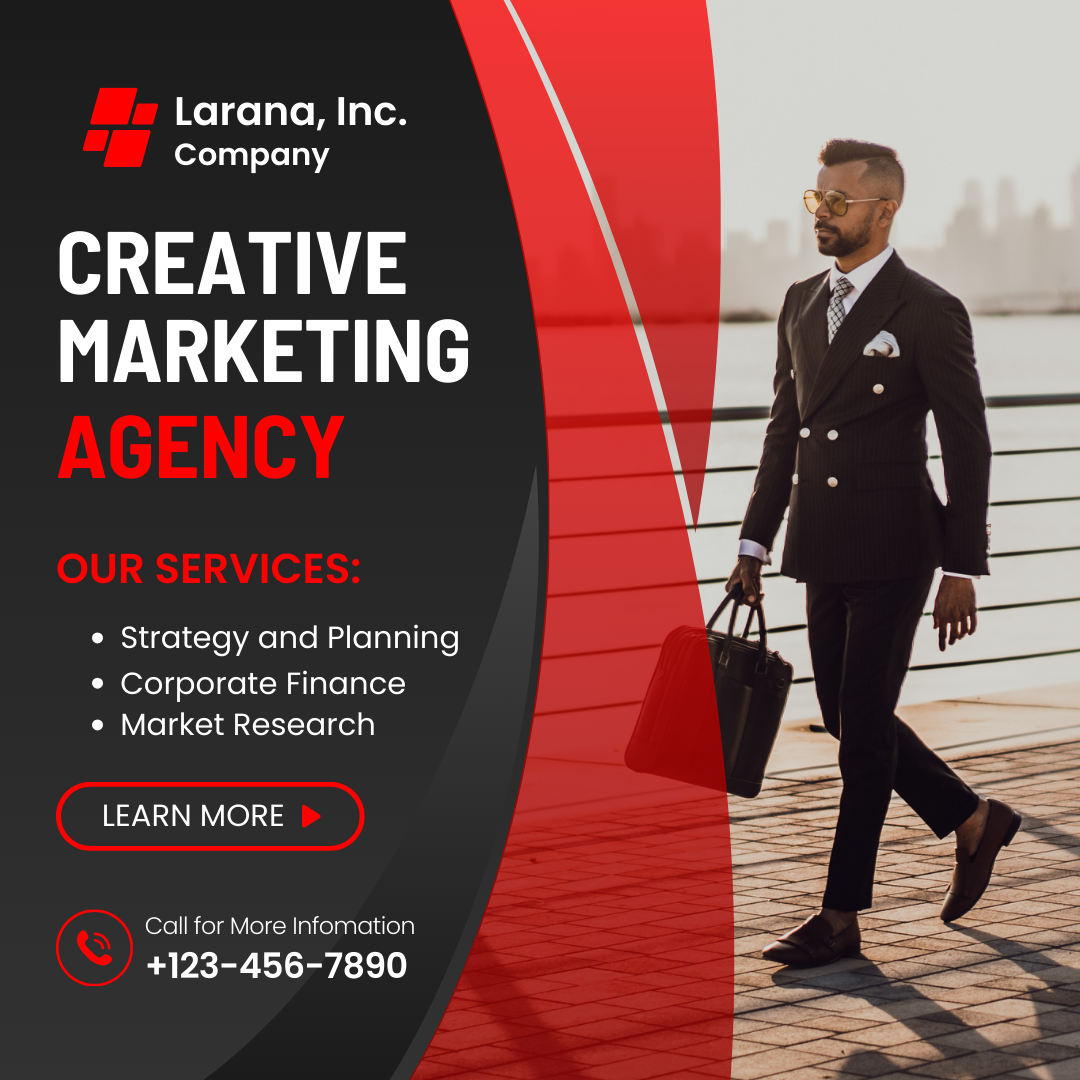 Larana, Inc.
Company
CREATIVE
MARKETING
AGENCY
OUR SERVICES:
• Strategy and Planning
• Corporate Finance
• Market Research
LEARN MORE
Call for More Infomation
+123-456-7890